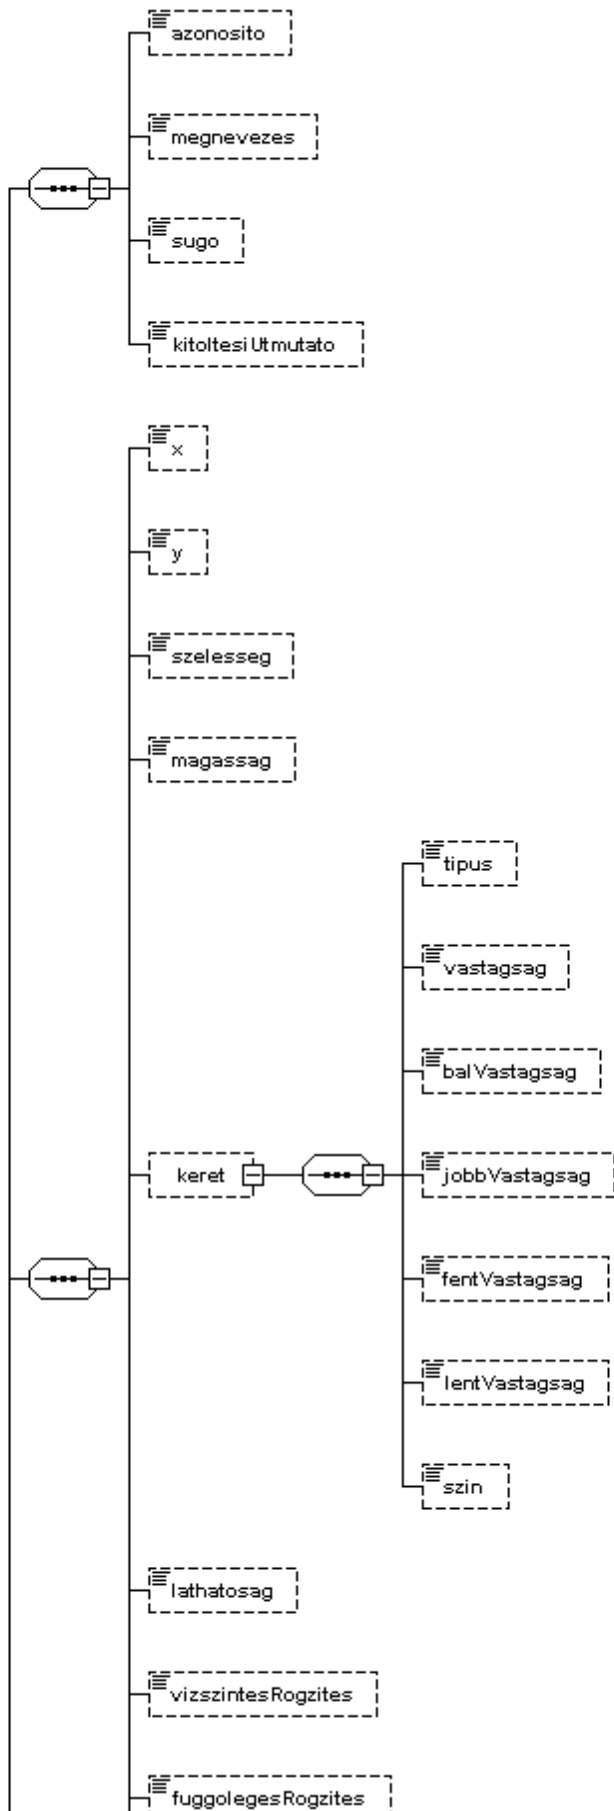 azonosito
megnevezes
sugo
kitoltesiUtmutato
x
y
szelesseg
magassag
tipus
vastagsag
balVastagsag
keret
jobbVastagsag
fentVastagsag
lentVastagsag
szin
lathatosag
vizszintesRogzites
fuggolegesRogzites